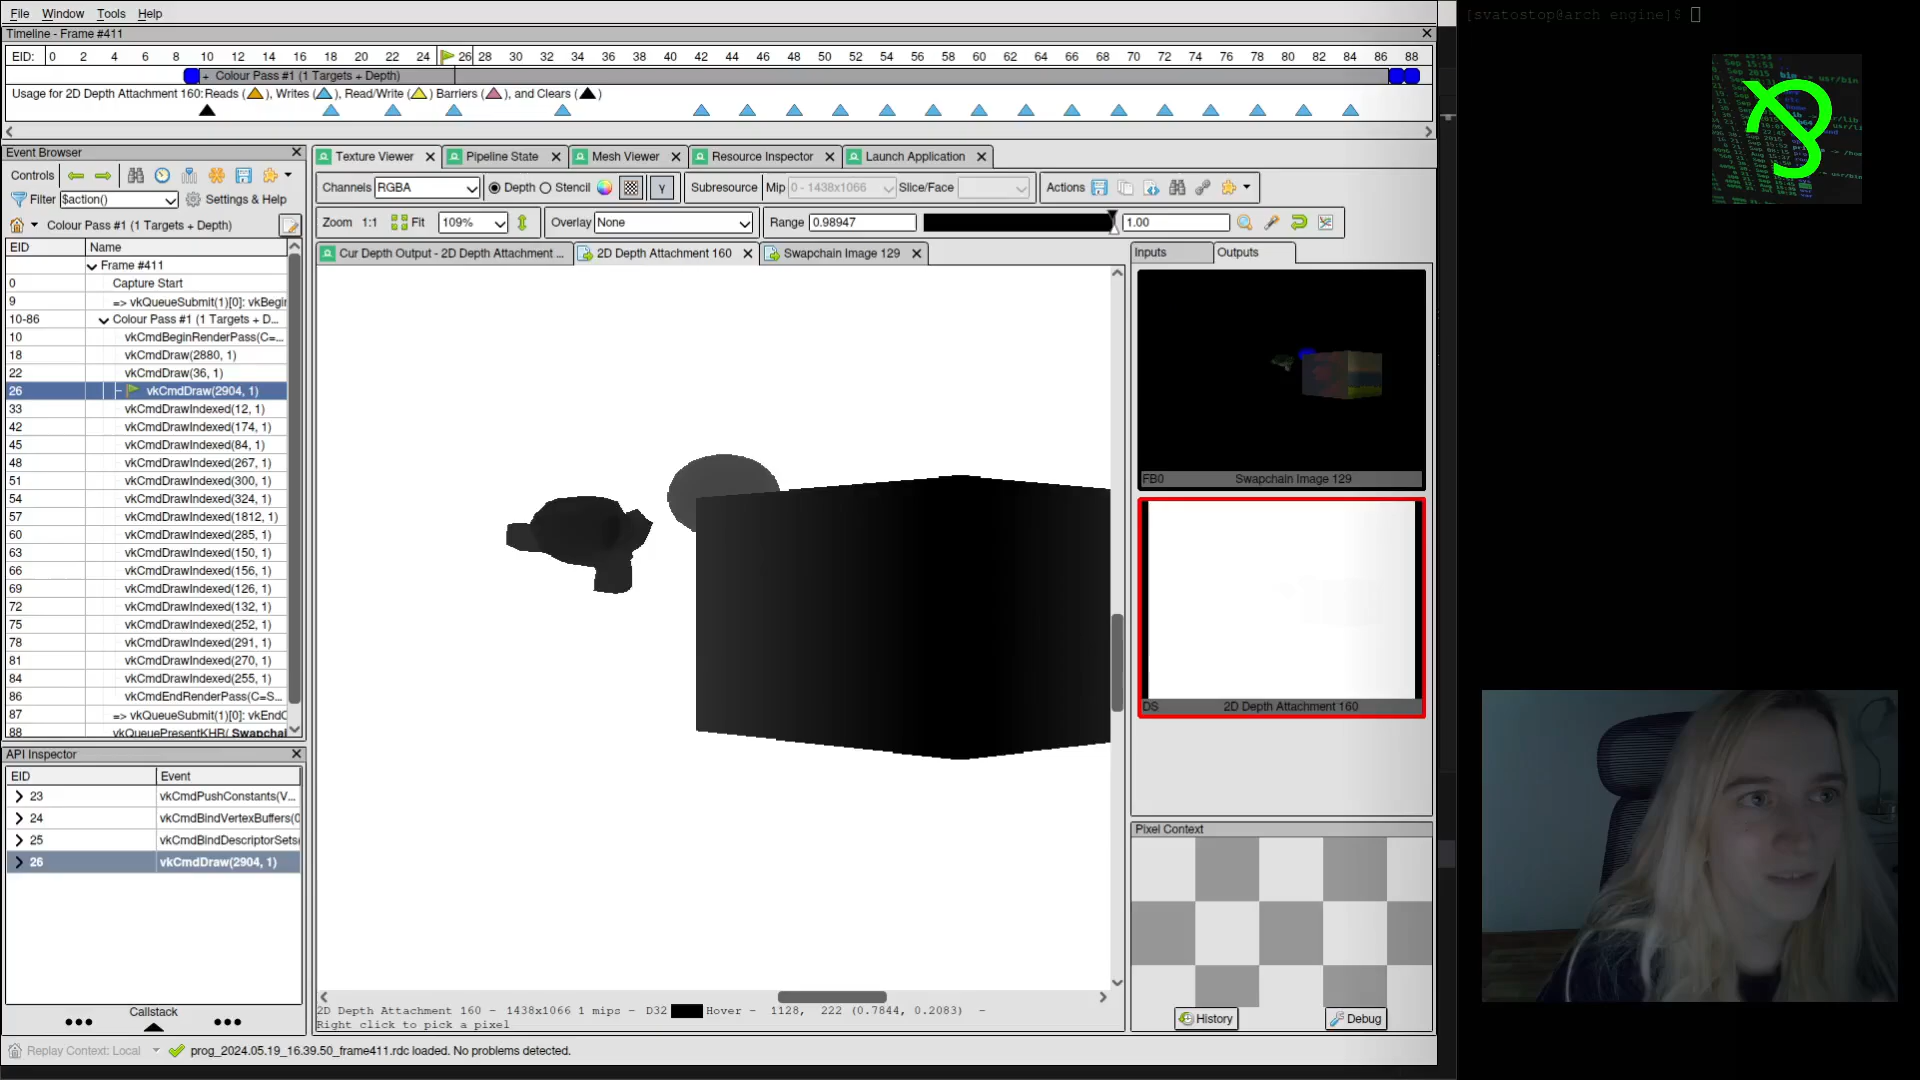 File Window Tools Help
[svatostop@arch engine]$
Timeline - Frame #411
EID: 0 2 4 6 8 10 12 14 16 18 20 22 24 26 28 30 32 34 36 38 40 42 44 46 48 50 52 54 56 58 60 62 64 66 68 70 72 74 76 78 80 82 84 86 88
+ Colour Pass #1 (1 Targets + Depth)
Usage for 2D Depth Attachment 160: Reads ( ), Writes ( ), Read/Write ( ) Barriers ( ), and Clears ( )
Event Browser
Texture Viewer Pipeline State Mesh Viewer Resource Inspector Launch Application
Controls
Channels RGBA Depth Stencil γ Subresource Mip 0 - 1438x1066 Slice/Face Actions
Filter $action() Settings & Help
Zoom 1:1 Fit 109% Overlay None Range 0.98947 1.00
Colour Pass #1 (1 Targets + Depth)
Cur Depth Output - 2D Depth Attachment ... 2D Depth Attachment 160 Swapchain Image 129 Inputs Outputs
EID Name
Frame #411
0 Capture Start
9 => vkQueueSubmit(1)[0]: vkBegin
10-86 Colour Pass #1 (1 Targets + D...
10 vkCmdBeginRenderPass(C=...
18 vkCmdDraw(2880, 1)
22 vkCmdDraw(36, 1)
26 vkCmdDraw(2904, 1)
33 vkCmdDrawIndexed(12, 1)
42 vkCmdDrawIndexed(174, 1)
45 vkCmdDrawIndexed(84, 1)
48 vkCmdDrawIndexed(267, 1)
51 vkCmdDrawIndexed(300, 1)
54 vkCmdDrawIndexed(324, 1)
57 vkCmdDrawIndexed(1812, 1)
60 vkCmdDrawIndexed(285, 1)
63 vkCmdDrawIndexed(150, 1)
66 vkCmdDrawIndexed(156, 1)
69 vkCmdDrawIndexed(126, 1)
72 vkCmdDrawIndexed(132, 1)
75 vkCmdDrawIndexed(252, 1)
78 vkCmdDrawIndexed(291, 1)
81 vkCmdDrawIndexed(270, 1)
84 vkCmdDrawIndexed(255, 1)
86 vkCmdEndRenderPass(C=S...
87 => vkQueueSubmit(1)[0]: vkEndC
88 vkQueuePresentKHR( Swapchai
FB0 Swapchain Image 129
DS 2D Depth Attachment 160
API Inspector
EID Event
23 vkCmdPushConstants(V...
24 vkCmdBindVertexBuffers(0
25 vkCmdBindDescriptorSets(
26 vkCmdDraw(2904, 1)
Callstack
Pixel Context
History Debug
2D Depth Attachment 160 - 1438x1066 1 mips - D32 Hover - 1128, 222 (0.7844, 0.2083) -
Right click to pick a pixel
Replay Context: Local prog_2024.05.19_16.39.50_frame411.rdc loaded. No problems detected.